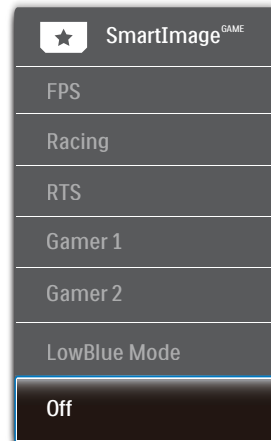 SmartImage GAME
FPS
Racing
RTS
Gamer 1
Gamer 2
LowBlue Mode
Off